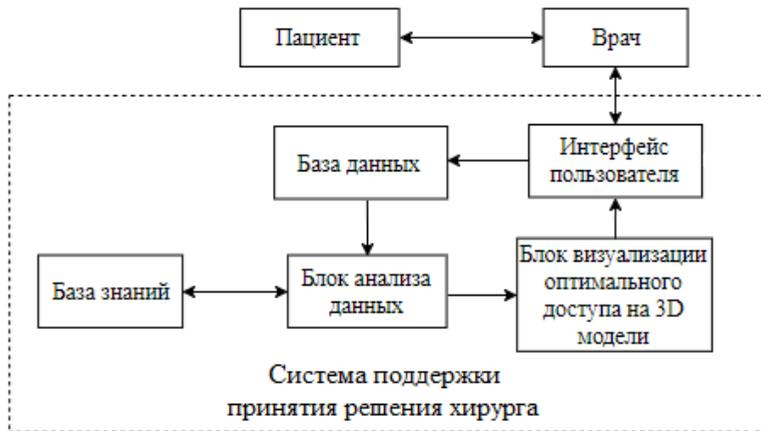 Пациент
Врач
База данных
Интерфейс
пользователя
База знаний
Блок анализа
данных
Блок визуализации
оптимального
доступа на 3D
модели
Система поддержки
принятия решения хирурга